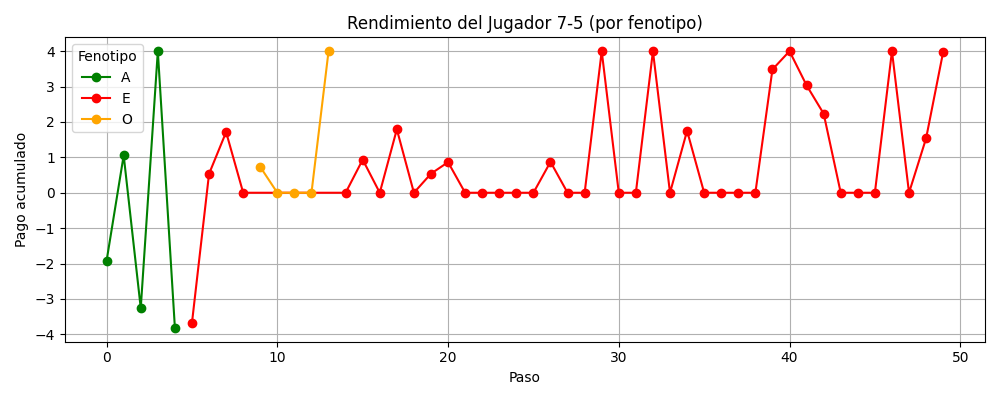 Rendimiento del Jugador 7-5 (por fenotipo)
Pago acumulado
4
3
2
1
0
−1
−2
−3
−4
Fenotipo
A
E
O
0 10 20 30 40 50
Paso